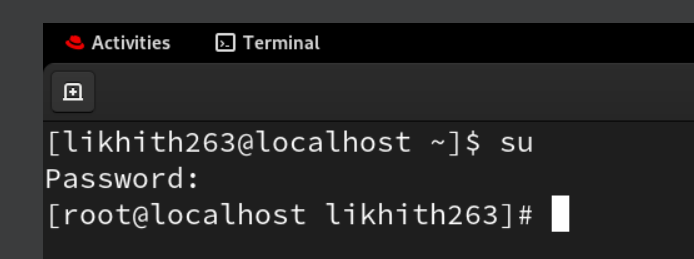 Activities Terminal
[likhith263@localhost ~]$ su
Password:
[root@localhost likhith263]#